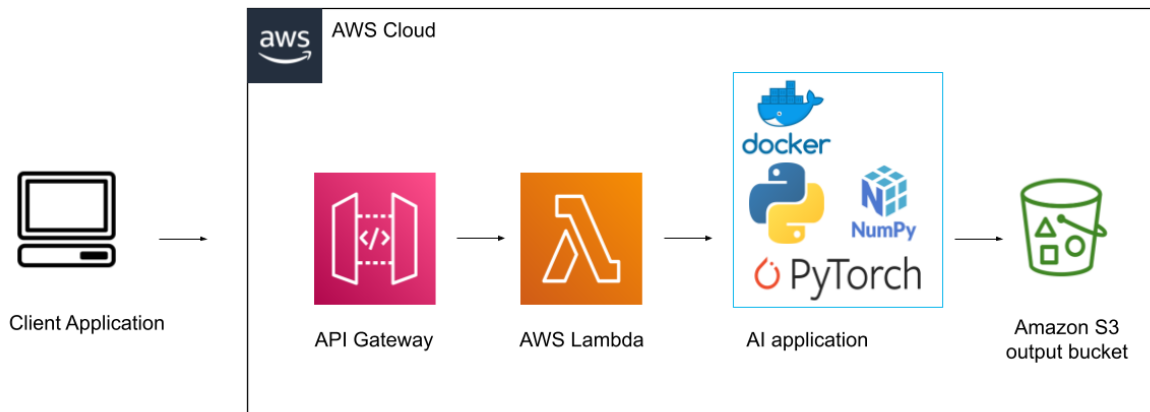 aws
AWS Cloud
docker
NumPy
PyTorch
</>
Client Application
API Gateway
AWS Lambda
AI application
Amazon S3
output bucket